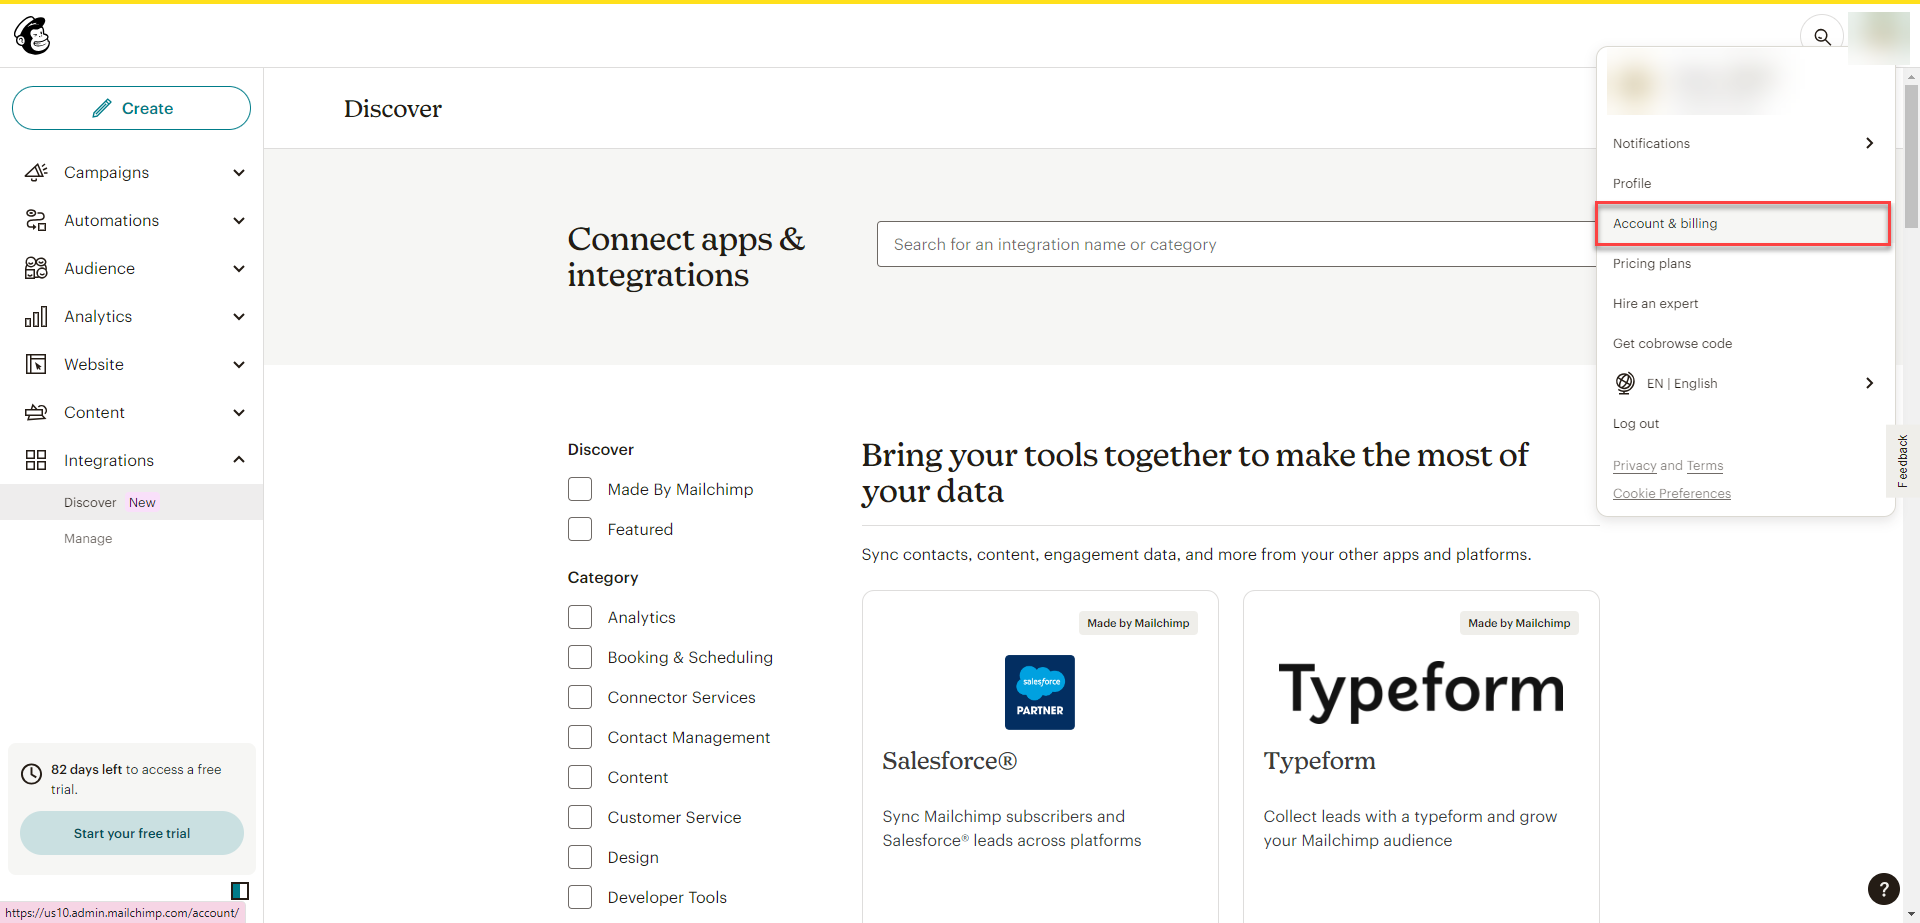 Create
Campaigns
Automations
Audience
Analytics
Website
Content
Integrations
Discover New
Manage
82 days left to access a free
trial.
Start your free trial
https://us10.admin.mailchimp.com/account/
Discover
Connect apps &
integrations
Search for an integration name or category
Discover
Made By Mailchimp
Featured
Category
Analytics
Booking & Scheduling
Connector Services
Contact Management
Content
Customer Service
Design
Developer Tools
Bring your tools together to make the most of
your data
Sync contacts, content, engagement data, and more from your other apps and platforms.
Made by Mailchimp
salesforce
PARTNER
Salesforce®
Sync Mailchimp subscribers and
Salesforce® leads across platforms
Made by Mailchimp
Typeform
Typeform
Collect leads with a typeform and grow
your Mailchimp audience
Notifications
Profile
Account & billing
Pricing plans
Hire an expert
Get cobrowse code
EN | English
Log out
Privacy and Terms
Cookie Preferences
Feedback
?